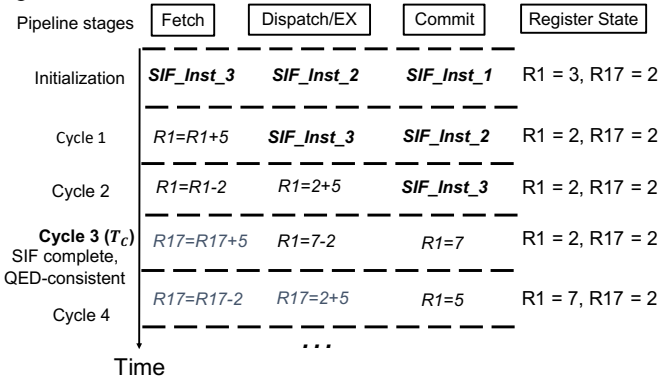 Pipeline stages Fetch Dispatch/EX Commit Register State
Initialization SIF_Inst_3 SIF_Inst_2 SIF_Inst_1 R1 = 3, R17 = 2
Cycle 1 R1=R1+5 SIF_Inst_3 SIF_Inst_2 R1 = 2, R17 = 2
Cycle 2 R1=R1-2 R1=2+5 SIF_Inst_3 R1 = 2, R17 = 2
Cycle 3 (T_C) R17=R17+5 R1=7-2 R1=7 R1 = 2, R17 = 2
SIF complete,
QED-consistent
Cycle 4 R17=R17-2 R17=2+5 R1=5 R1 = 7, R17 = 2
...
Time